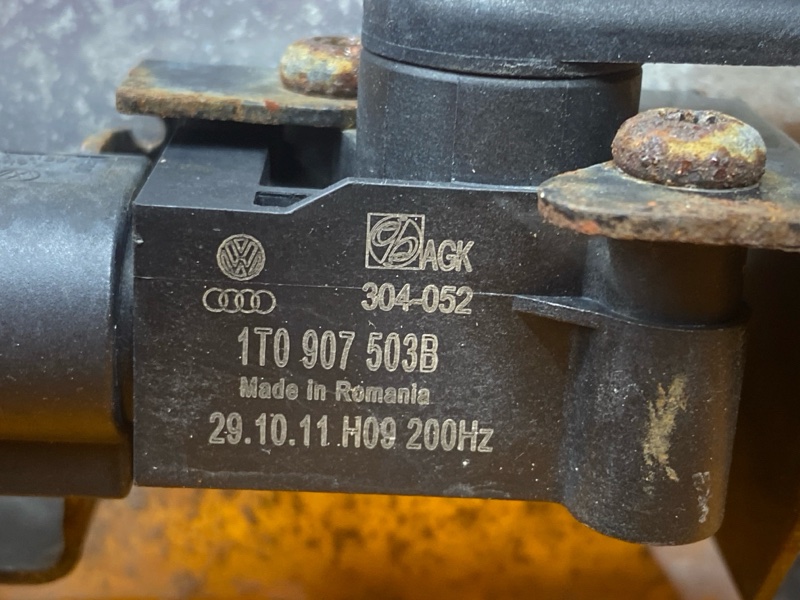 AGK
304-052
1T0 907 503B
Made in Romania
29.10.11 H09 200Hz